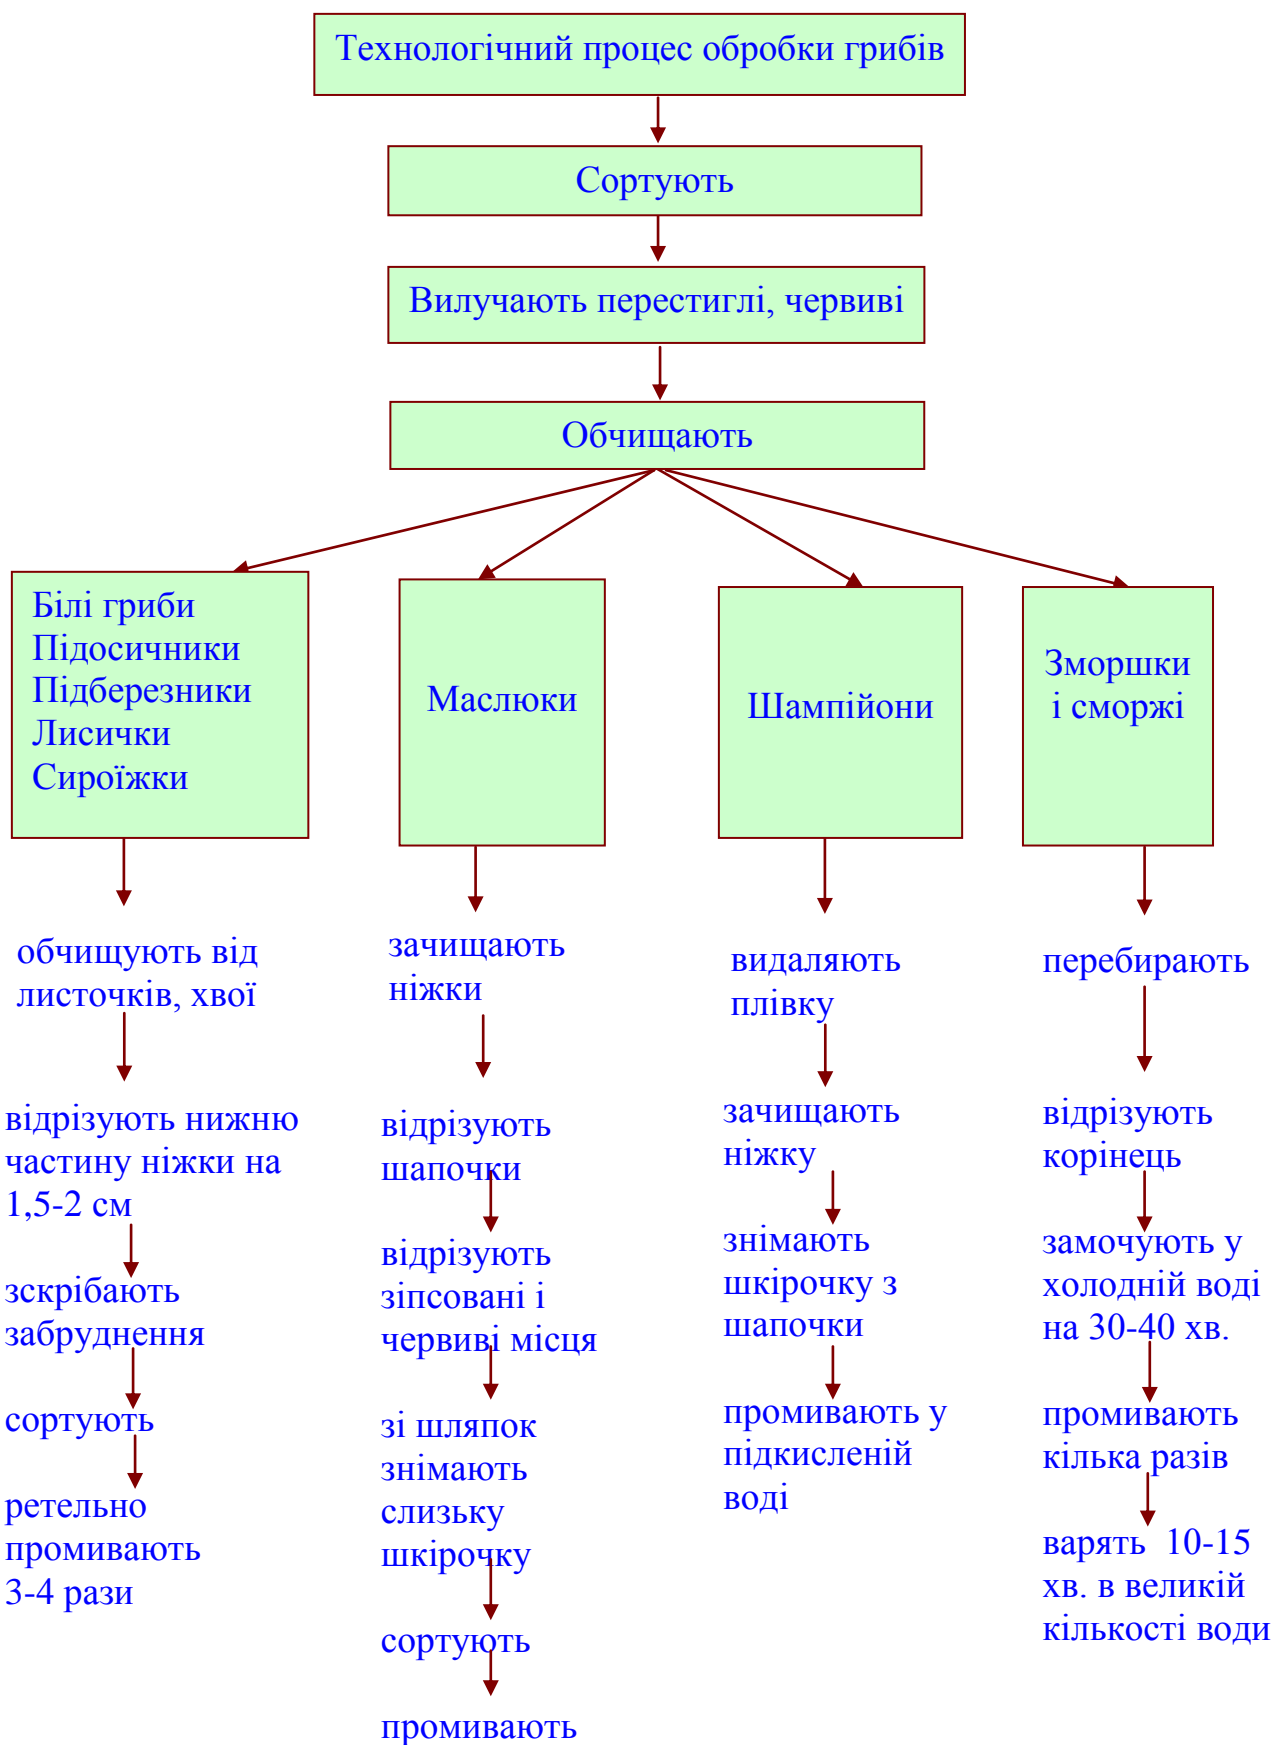 Технологічний процес обробки грибів
Сортують
Вилучають перестиглі, червиві
Обчищають
Білі гриби
Підосичники
Підберезники
Лисички
Сироїжки
обчищують від
листочків, хвої
відрізують нижню
частину ніжки на
1,5-2 см
зскрібають
забруднення
сортують
ретельно
промивають
3-4 рази
Маслюки
зачищають
ніжки
відрізують
шапочки
відрізують
зіпсовані і
червиві місця
зі шляпок
знімають
слизьку
шкірочку
сортують
промивають
Шампійони
видаляють
плівку
зачищають
ніжку
знімають
шкірочку з
шапочки
промивають у
підкисленій
воді
Зморшки
і сморжі
перебирають
відрізують
корінець
замочують у
холодній воді
на 30-40 хв.
промивають
кілька разів
варять 10-15
хв. в великій
кількості води